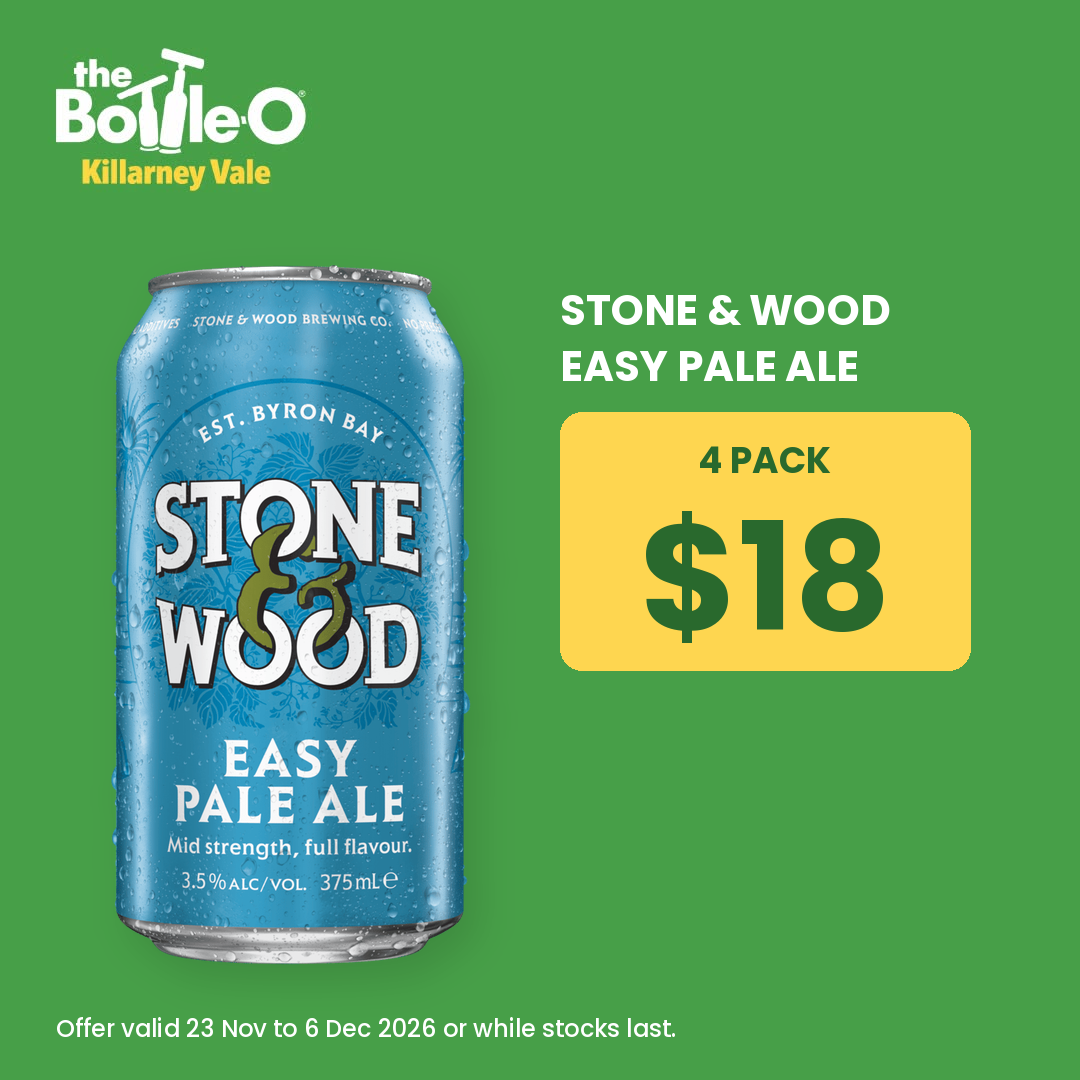 the
Bottle-O®
Killarney Vale
STONE & WOOD BREWING CO.
EST. BYRON BAY
STONE
&
WOOD
EASY
PALE ALE
Mid strength, full flavour.
3.5% ALC/VOL. 375mL e
STONE & WOOD
EASY PALE ALE
4 PACK
$18
Offer valid 23 Nov to 6 Dec 2026 or while stocks last.